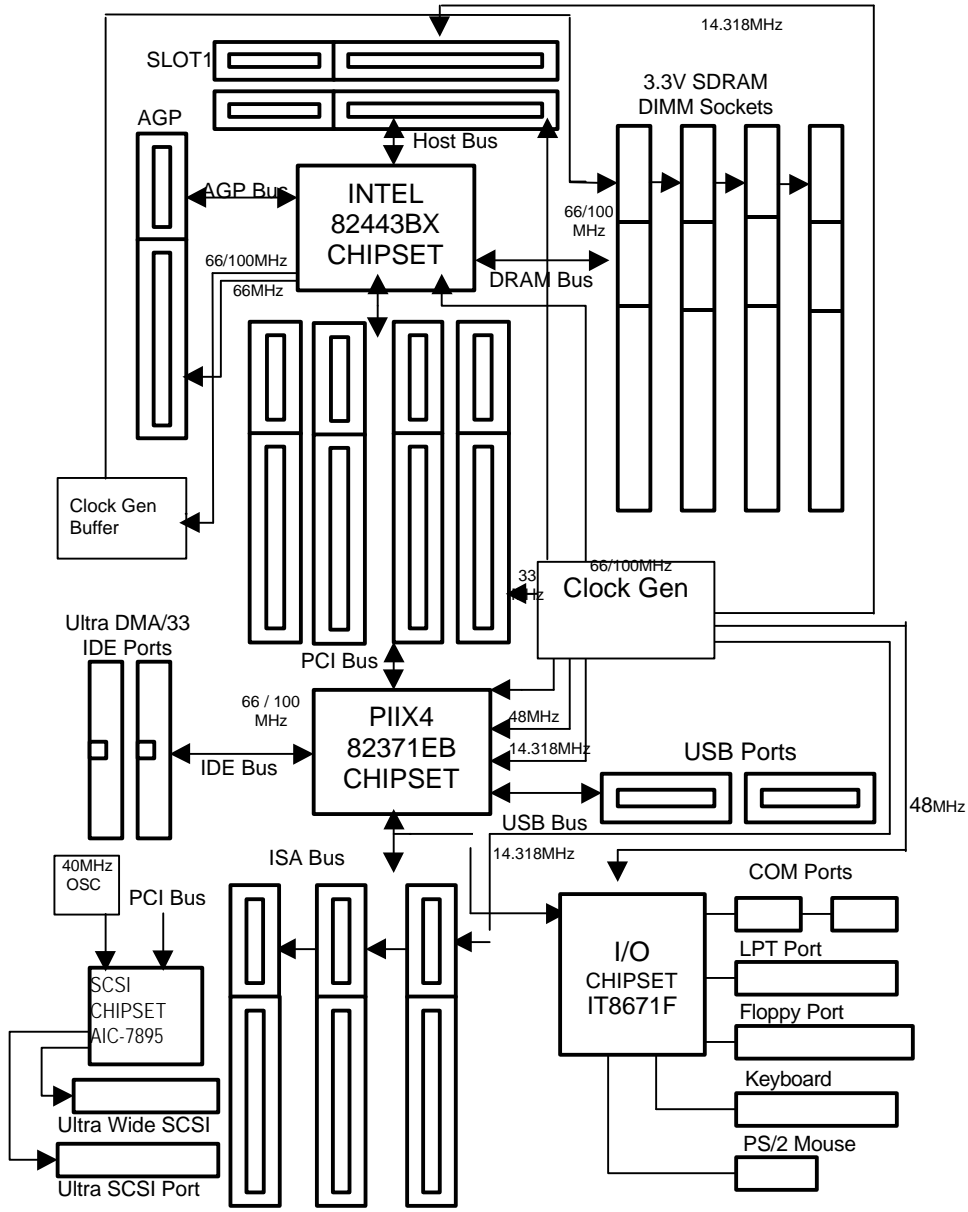 14.318MHz
SLOT1
3.3V SDRAM
DIMM Sockets
AGP
Host Bus
AGP Bus
INTEL
82443BX
CHIPSET
66/100
MHz
66/100MHz
66MHz
DRAM Bus
Clock Gen
Buffer
66/100MHz
33
MHz
Clock Gen
Ultra DMA/33
IDE Ports
PCI Bus
66 / 100
MHz
PIIX4
82371EB
CHIPSET
48MHz
14.318MHz
IDE Bus
USB Ports
48MHz
USB Bus
14.318MHz
ISA Bus
40MHz
OSC
PCI Bus
COM Ports
I/O
CHIPSET
IT8671F
LPT Port
SCSI
CHIPSET
AIC-7895
Floppy Port
Keyboard
Ultra Wide SCSI
PS/2 Mouse
Ultra SCSI Port